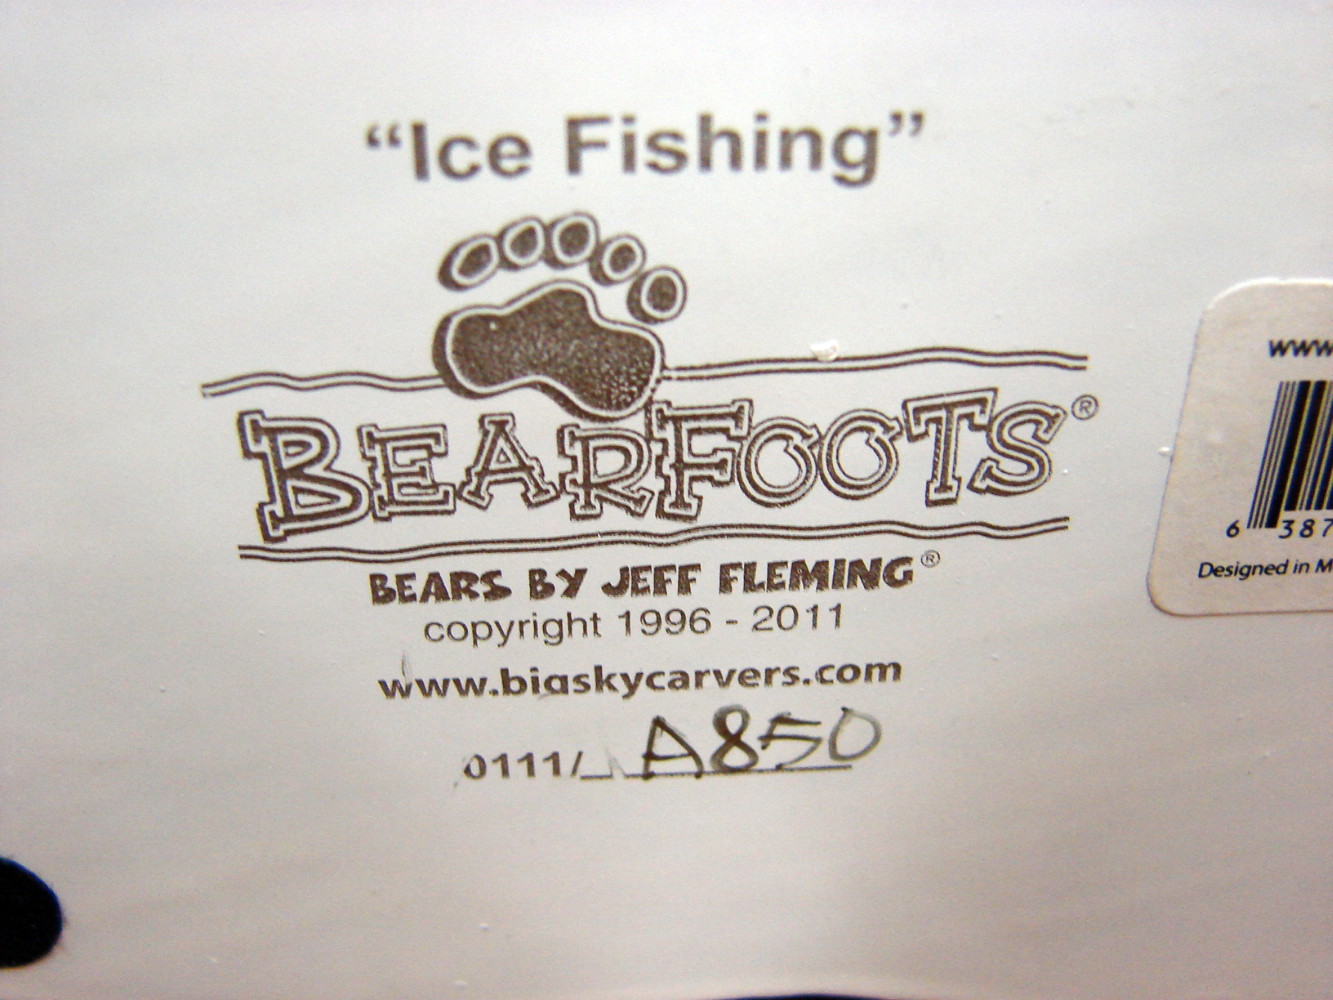 “Ice Fishing”
BEARFOOTS®
BEARS BY JEFF FLEMING®
copyright 1996 - 2011
www.bigskycarvers.com
0111/ A850
www
6 387
Designed in M